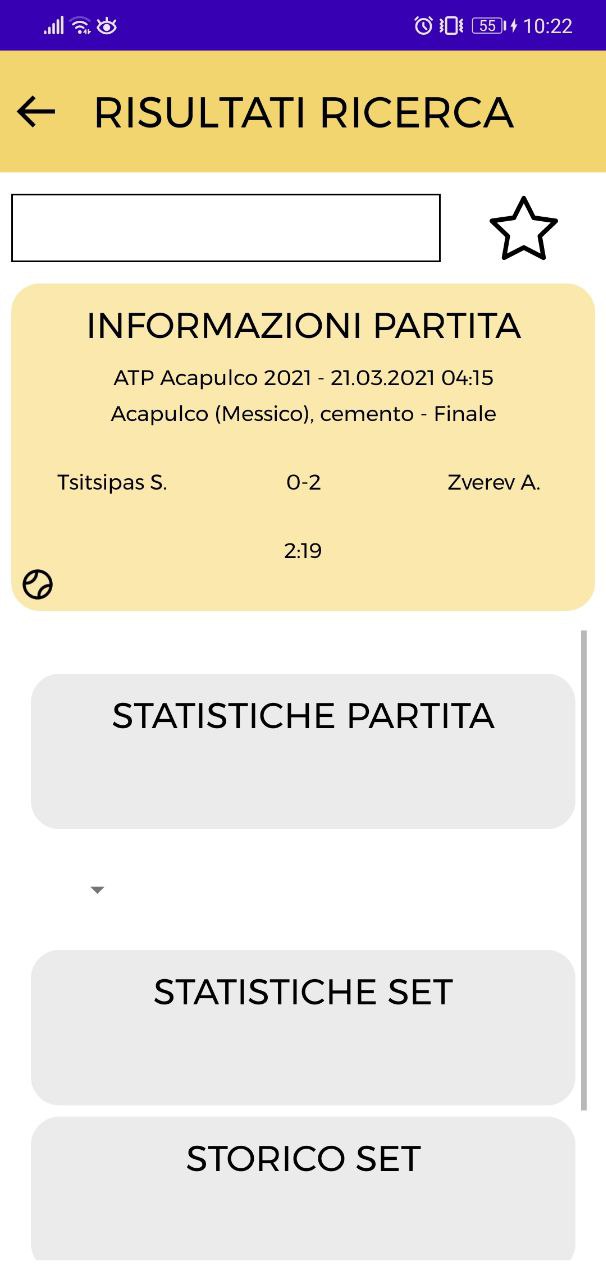 55 10:22
RISULTATI RICERCA
INFORMAZIONI PARTITA
ATP Acapulco 2021 - 21.03.2021 04:15
Acapulco (Messico), cemento - Finale
Tsitsipas S. 0-2 Zverev A.
2:19
STATISTICHE PARTITA
STATISTICHE SET
STORICO SET